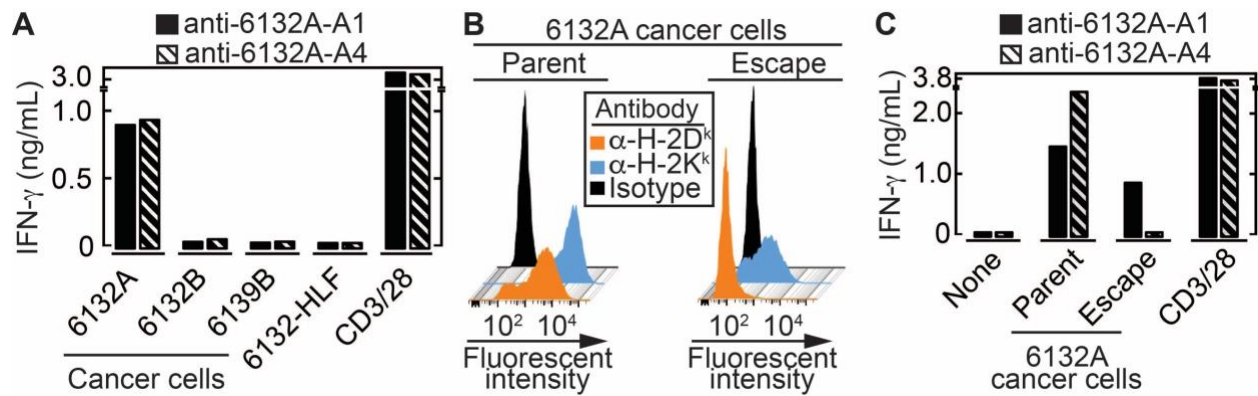 A
anti-6132A-A1
anti-6132A-A4
IFN-γ (ng/mL)
3.0
1.0
0.5
0
6132A
6132B
6139B
6132-HLF
CD3/28
Cancer cells
B
6132A cancer cells
Parent
Escape
Antibody
α-H-2Dᵏ
α-H-2Kᵏ
Isotype
10² 10⁴
Fluorescent
intensity
10² 10⁴
Fluorescent
intensity
C
anti-6132A-A1
anti-6132A-A4
IFN-γ (ng/mL)
3.8
2.0
1.0
0
None
Parent
Escape
CD3/28
6132A
cancer cells